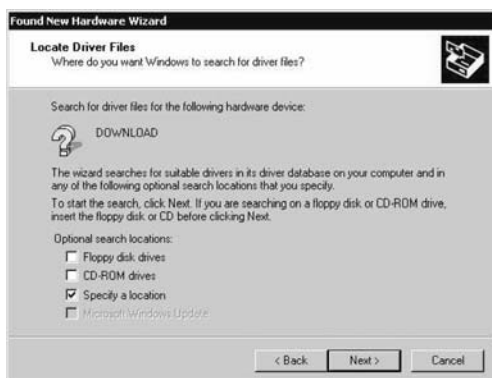 Found New Hardware Wizard
Locate Driver Files
Where do you want Windows to search for driver files?
Search for driver files for the following hardware device:
DOWNLOAD
The wizard searches for suitable drivers in its driver database on your computer and in
any of the following optional search locations that you specify.
To start the search, click Next. If you are searching on a floppy disk or CD-ROM drive,
insert the floppy disk or CD before clicking Next.
Optional search locations:
Floppy disk drives
CD-ROM drives
Specify a location
Microsoft Windows Update
< Back
Next >
Cancel